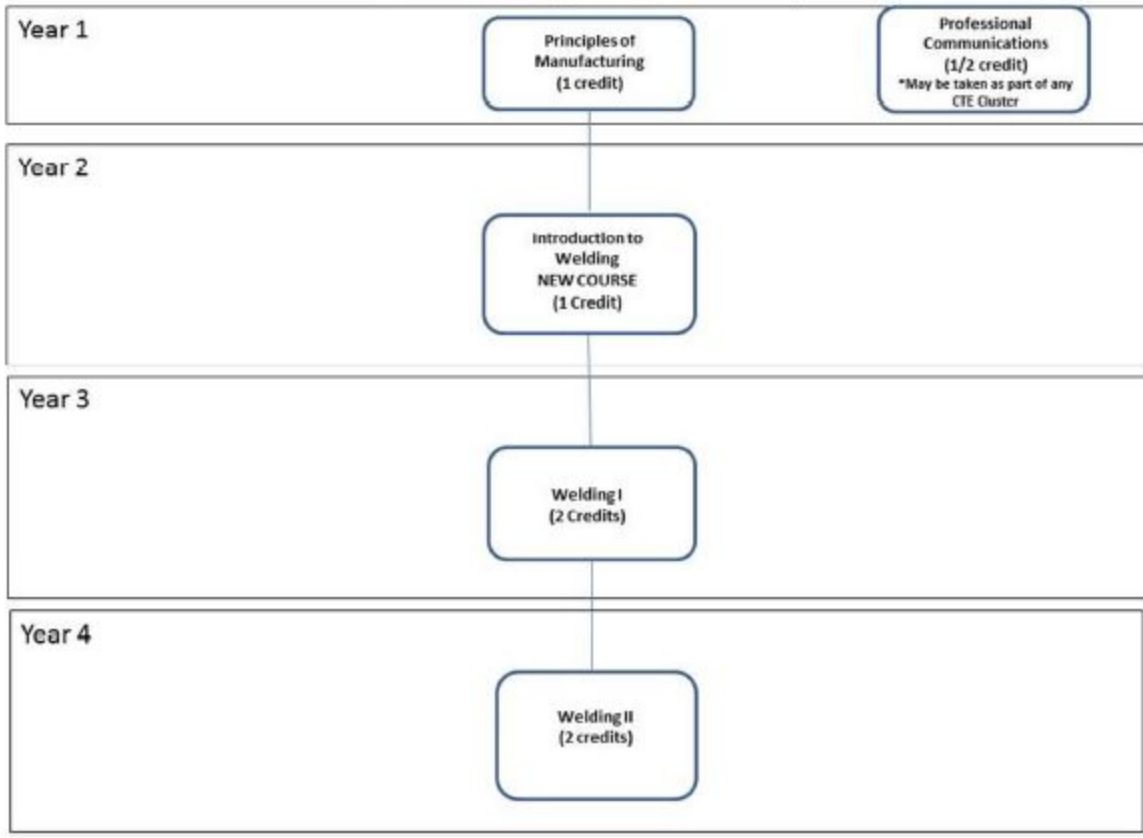 Year 1
Principles of
Manufacturing
(1 credit)
Professional
Communications
(1/2 credit)
*May be taken as part of any
CTE Cluster
Year 2
Introduction to
Welding
NEW COURSE
(1 Credit)
Year 3
Welding I
(2 Credits)
Year 4
Welding II
(2 credits)